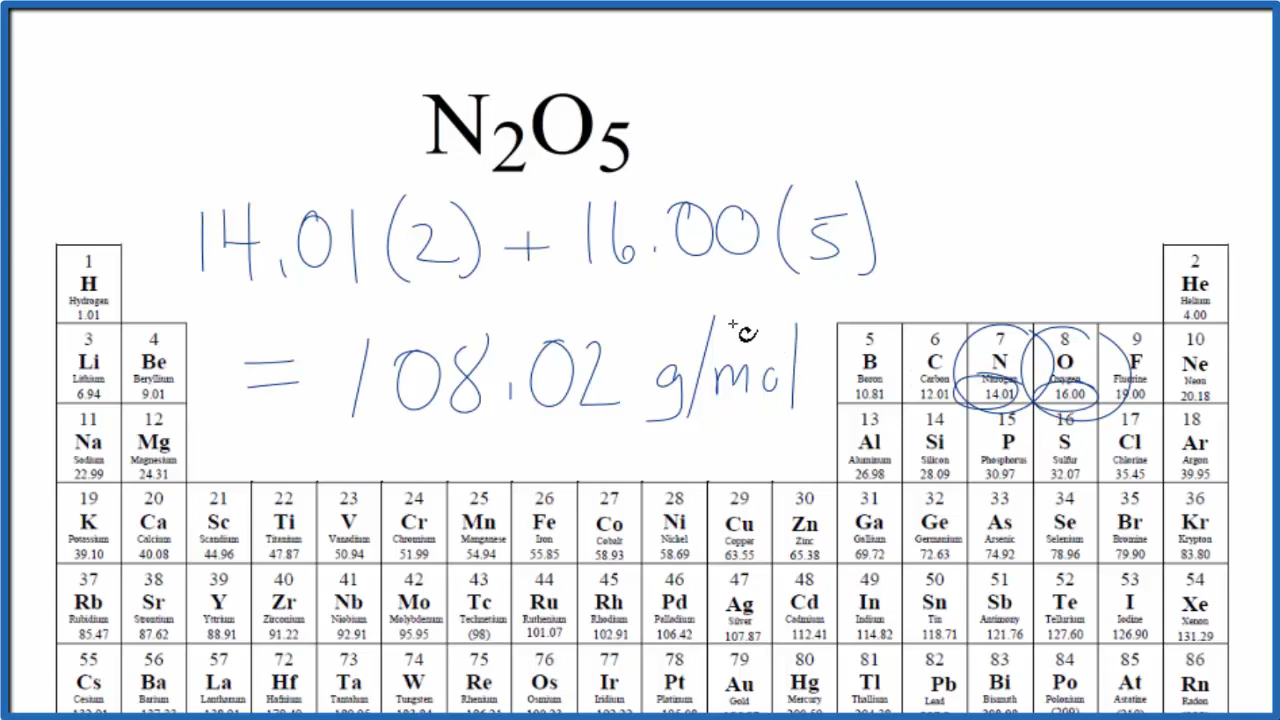 N₂O₅
14.01(2) + 16.00(5)
= 108.02 g/mol
1 2
H He
Hydrogen Helium
1.01 4.00
3 4 5 6 7 8 9 10
Li Be B C N O F Ne
Lithium Beryllium Boron Carbon Nitrogen Oxygen Fluorine Neon
6.94 9.01 10.81 12.01 14.01 16.00 19.00 20.18
11 12 13 14 15 16 17 18
Na Mg Al Si P S Cl Ar
Sodium Magnesium Aluminum Silicon Phosphorus Sulfur Chlorine Argon
22.99 24.31 26.98 28.09 30.97 32.07 35.45 39.95
19 20 21 22 23 24 25 26 27 28 29 30 31 32 33 34 35 36
K Ca Sc Ti V Cr Mn Fe Co Ni Cu Zn Ga Ge As Se Br Kr
Potassium Calcium Scandium Titanium Vanadium Chromium Manganese Iron Cobalt Nickel Copper Zinc Gallium Germanium Arsenic Selenium Bromine Krypton
39.10 40.08 44.96 47.87 50.94 51.99 54.94 55.85 58.93 58.69 63.55 65.38 69.72 72.63 74.92 78.96 79.90 83.80
37 38 39 40 41 42 43 44 45 46 47 48 49 50 51 52 53 54
Rb Sr Y Zr Nb Mo Tc Ru Rh Pd Ag Cd In Sn Sb Te I Xe
Rubidium Strontium Yttrium Zirconium Niobium Molybdenum Technetium Ruthenium Rhodium Palladium Silver Cadmium Indium Tin Antimony Tellurium Iodine Xenon
85.47 87.62 88.91 91.22 92.91 95.95 (98) 101.07 102.91 106.42 107.87 112.41 114.82 118.71 121.76 127.60 126.90 131.29
55 56 57 72 73 74 75 76 77 78 79 80 81 82 83 84 85 86
Cs Ba La Hf Ta W Re Os Ir Pt Au Hg Tl Pb Bi Po At Rn
Cesium Barium Lanthanum Hafnium Tantalum Tungsten Rhenium Osmium Iridium Platinum Gold Mercury Thallium Lead Bismuth Polonium Astatine Radon